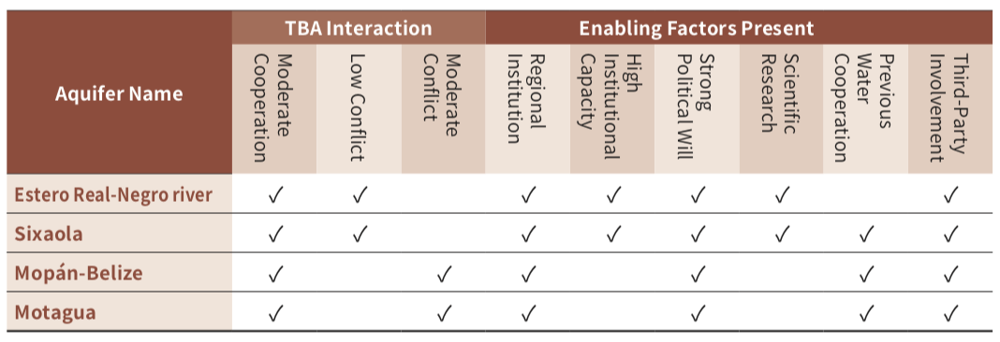 TBA Interaction
Enabling Factors Present
Aquifer Name
Moderate
Cooperation
Low Conflict
Moderate
Conflict
Regional
Institution
High
Institutional
Capacity
Strong
Political Will
Scientific
Research
Previous
Water
Cooperation
Third-Party
Involvement
Estero Real-Negro river ✓ ✓ ✓ ✓ ✓ ✓ ✓
Sixaola ✓ ✓ ✓ ✓ ✓ ✓ ✓ ✓
Mopán-Belize ✓ ✓ ✓ ✓ ✓ ✓
Motagua ✓ ✓ ✓ ✓ ✓ ✓